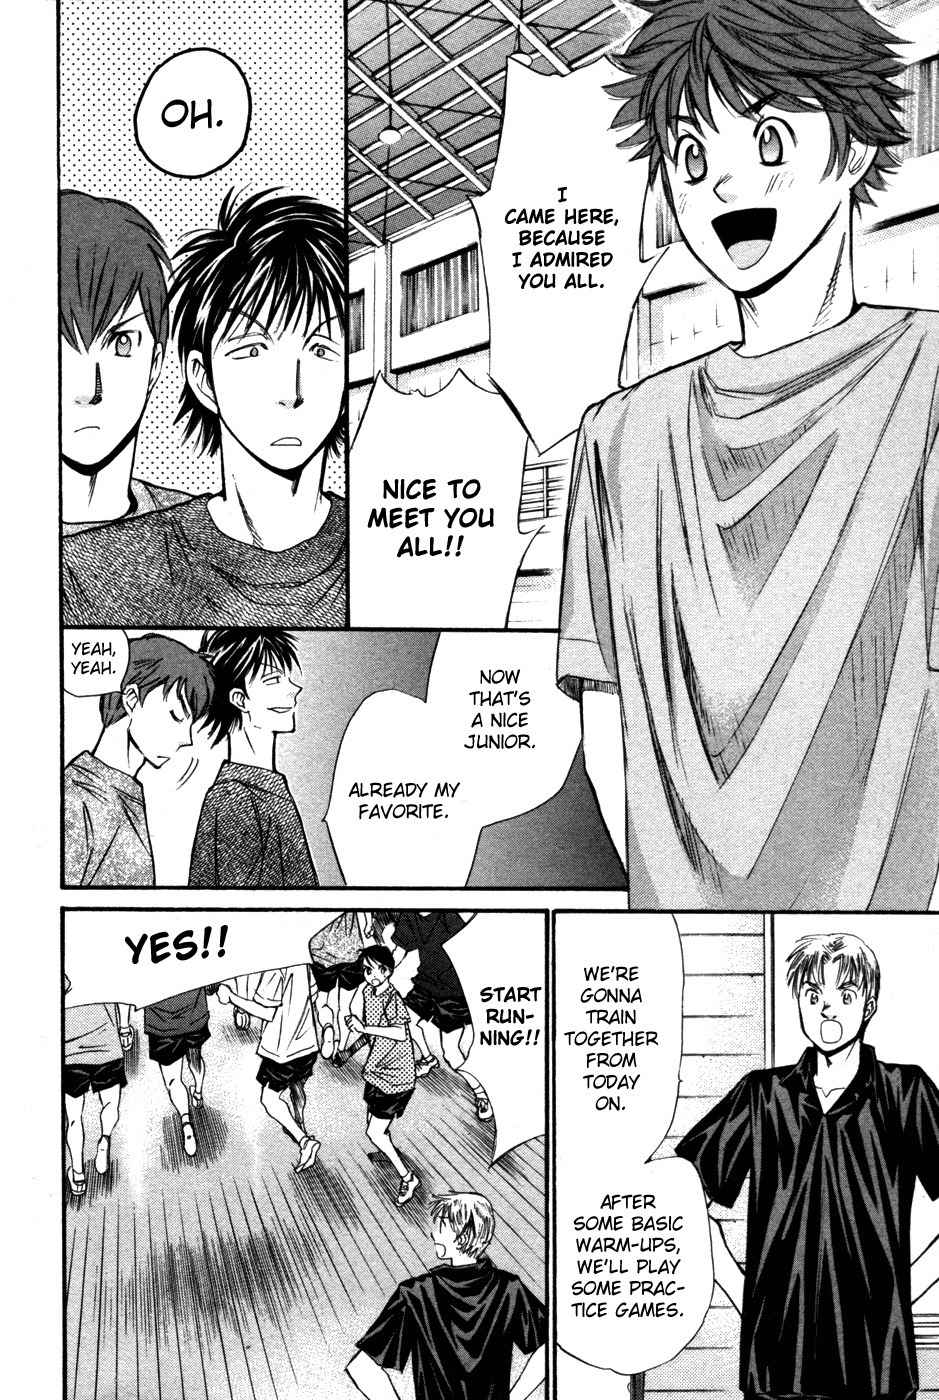 I
CAME HERE,
BECAUSE
I ADMIRED
YOU ALL.
NICE TO
MEET YOU
ALL!!
OH.
NOW
THAT'S
A NICE
JUNIOR.
ALREADY MY
FAVORITE.
YEAH,
YEAH.
WE'RE
GONNA
TRAIN
TOGETHER
FROM
TODAY
ON.
AFTER
SOME BASIC
WARM-UPS,
WE'LL PLAY
SOME PRAC-
TICE GAMES.
START
RUN-
NING!!
YES!!